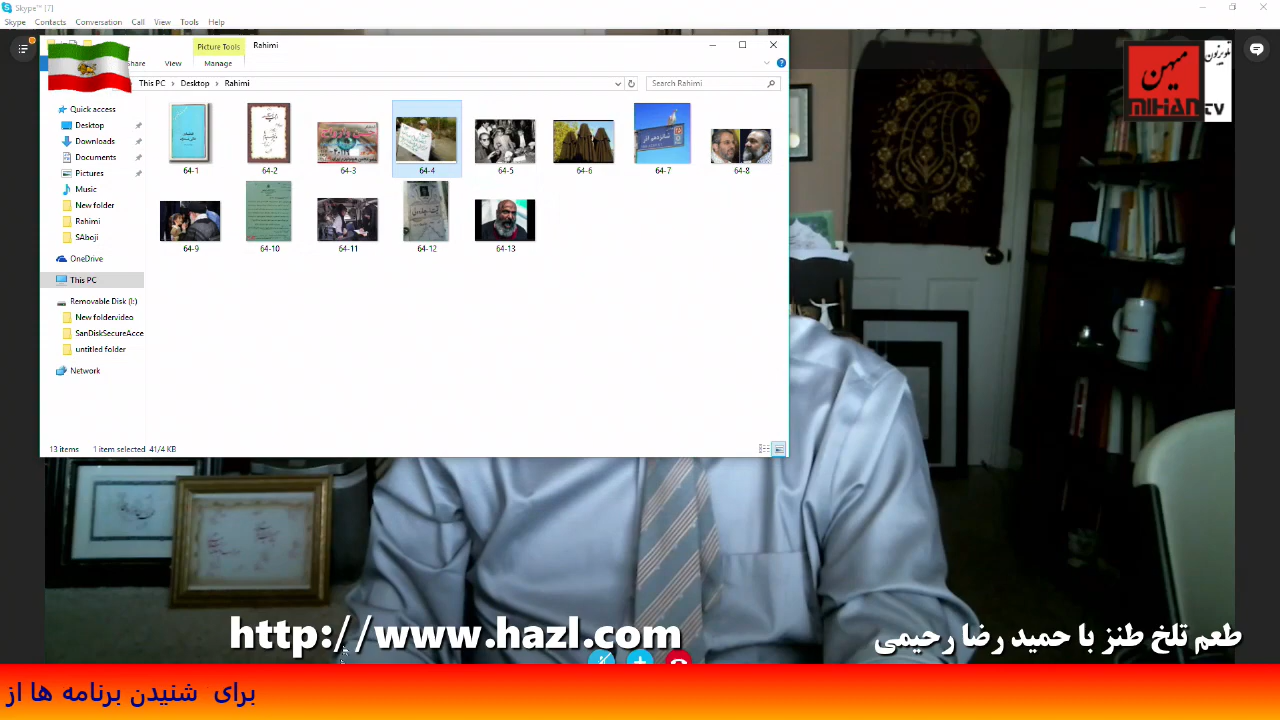 Skype™ [7]
Skype Contacts Conversation Call View Tools Help
Picture Tools
Rahimi
Share View Manage
This PC Desktop Rahimi
Search Rahimi
Quick access
Desktop
Downloads
Documents
Pictures
Music
New folder
Rahimi
SAboji
OneDrive
This PC
Removable Disk (I:)
New foldervideo
SanDiskSecureAcce
untitled folder
Network
64-1 64-2 64-3 64-4 64-5 64-6 64-7 64-8
64-9 64-10 64-11 64-12 64-13
13 items 1 item selected 41/4 KB
میهن
تلویزیون
MIHAN
TV
http://www.hazl.com
طعم تلخ طنز با حمید رضا رحیمی
برای شنیدن برنامه ها از